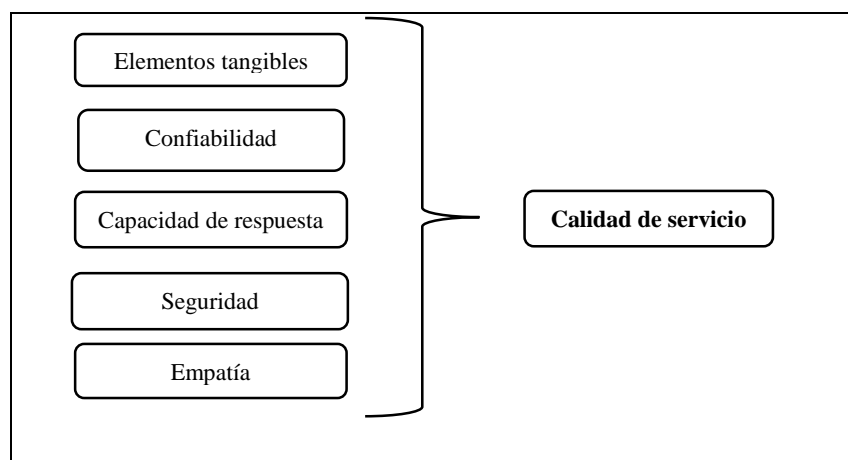 Elementos tangibles
Confiabilidad
Capacidad de respuesta
Calidad de servicio
Seguridad
Empatía